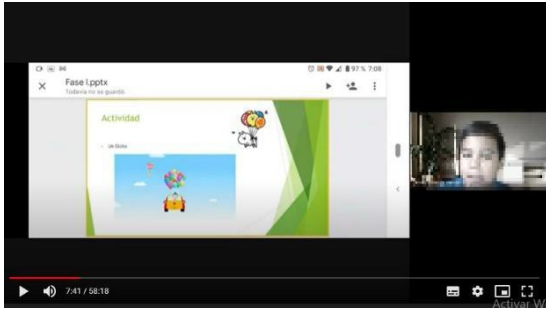 97 % 7:08
Fase I.pptx
Todavía no se guardó
Actividad
Un Globo
7:41 / 58:18
Activar W